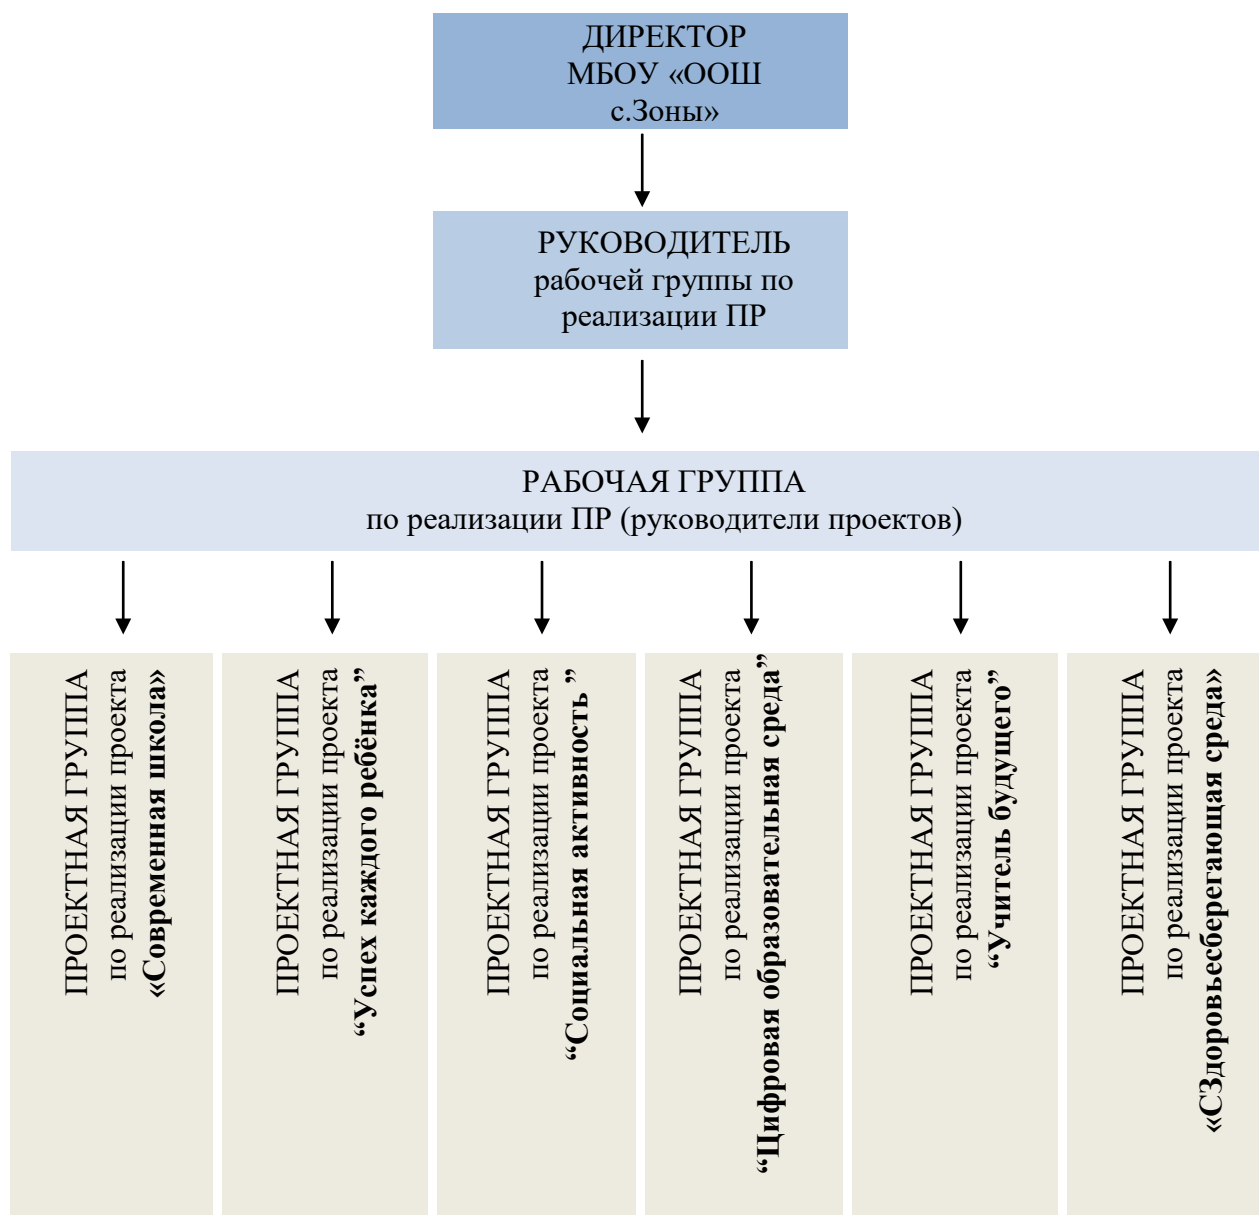 ДИРЕКТОР
МБОУ «ООШ
с.Зоны»
РУКОВОДИТЕЛЬ
рабочей группы по
реализации ПР
РАБОЧАЯ ГРУППА
по реализации ПР (руководители проектов)
ПРОЕКТНАЯ ГРУППА
по реализации проекта
«Современная школа»
ПРОЕКТНАЯ ГРУППА
по реализации проекта
“Успех каждого ребёнка”
ПРОЕКТНАЯ ГРУППА
по реализации проекта
“Социальная активность ”
ПРОЕКТНАЯ ГРУППА
по реализации проекта
“Цифровая образовательная среда”
ПРОЕКТНАЯ ГРУППА
по реализации проекта
“Учитель будущего”
ПРОЕКТНАЯ ГРУППА
по реализации проекта
«СЗдоровьесберегающая среда»